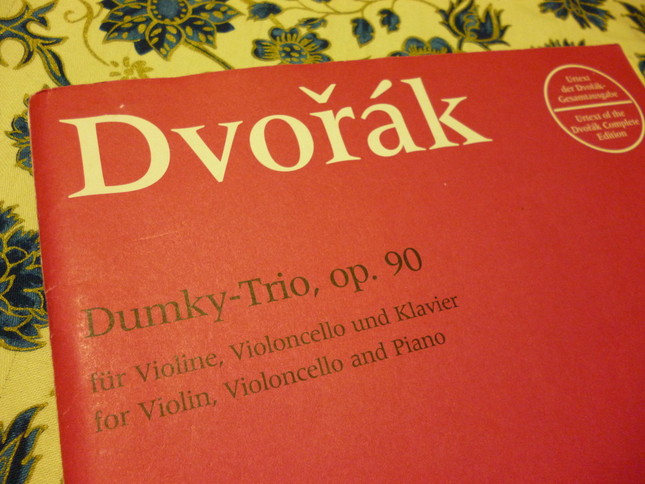 Dvořák
Urtext
der Dvořák-
Gesamtausgabe
Urtext of the
Dvořák Complete
Edition
Dumky-Trio, op. 90
für Violine, Violoncello und Klavier
for Violin, Violoncello and Piano